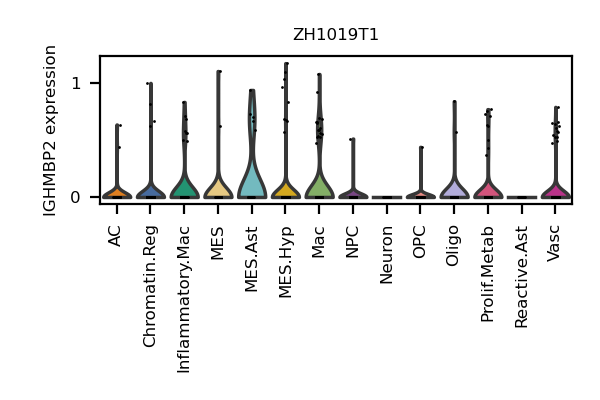 ZH1019T1
IGHMBP2 expression
1
0
AC
Chromatin.Reg
Inflammatory.Mac
MES
MES.Ast
MES.Hyp
Mac
NPC
Neuron
OPC
Oligo
Prolif.Metab
Reactive.Ast
Vasc